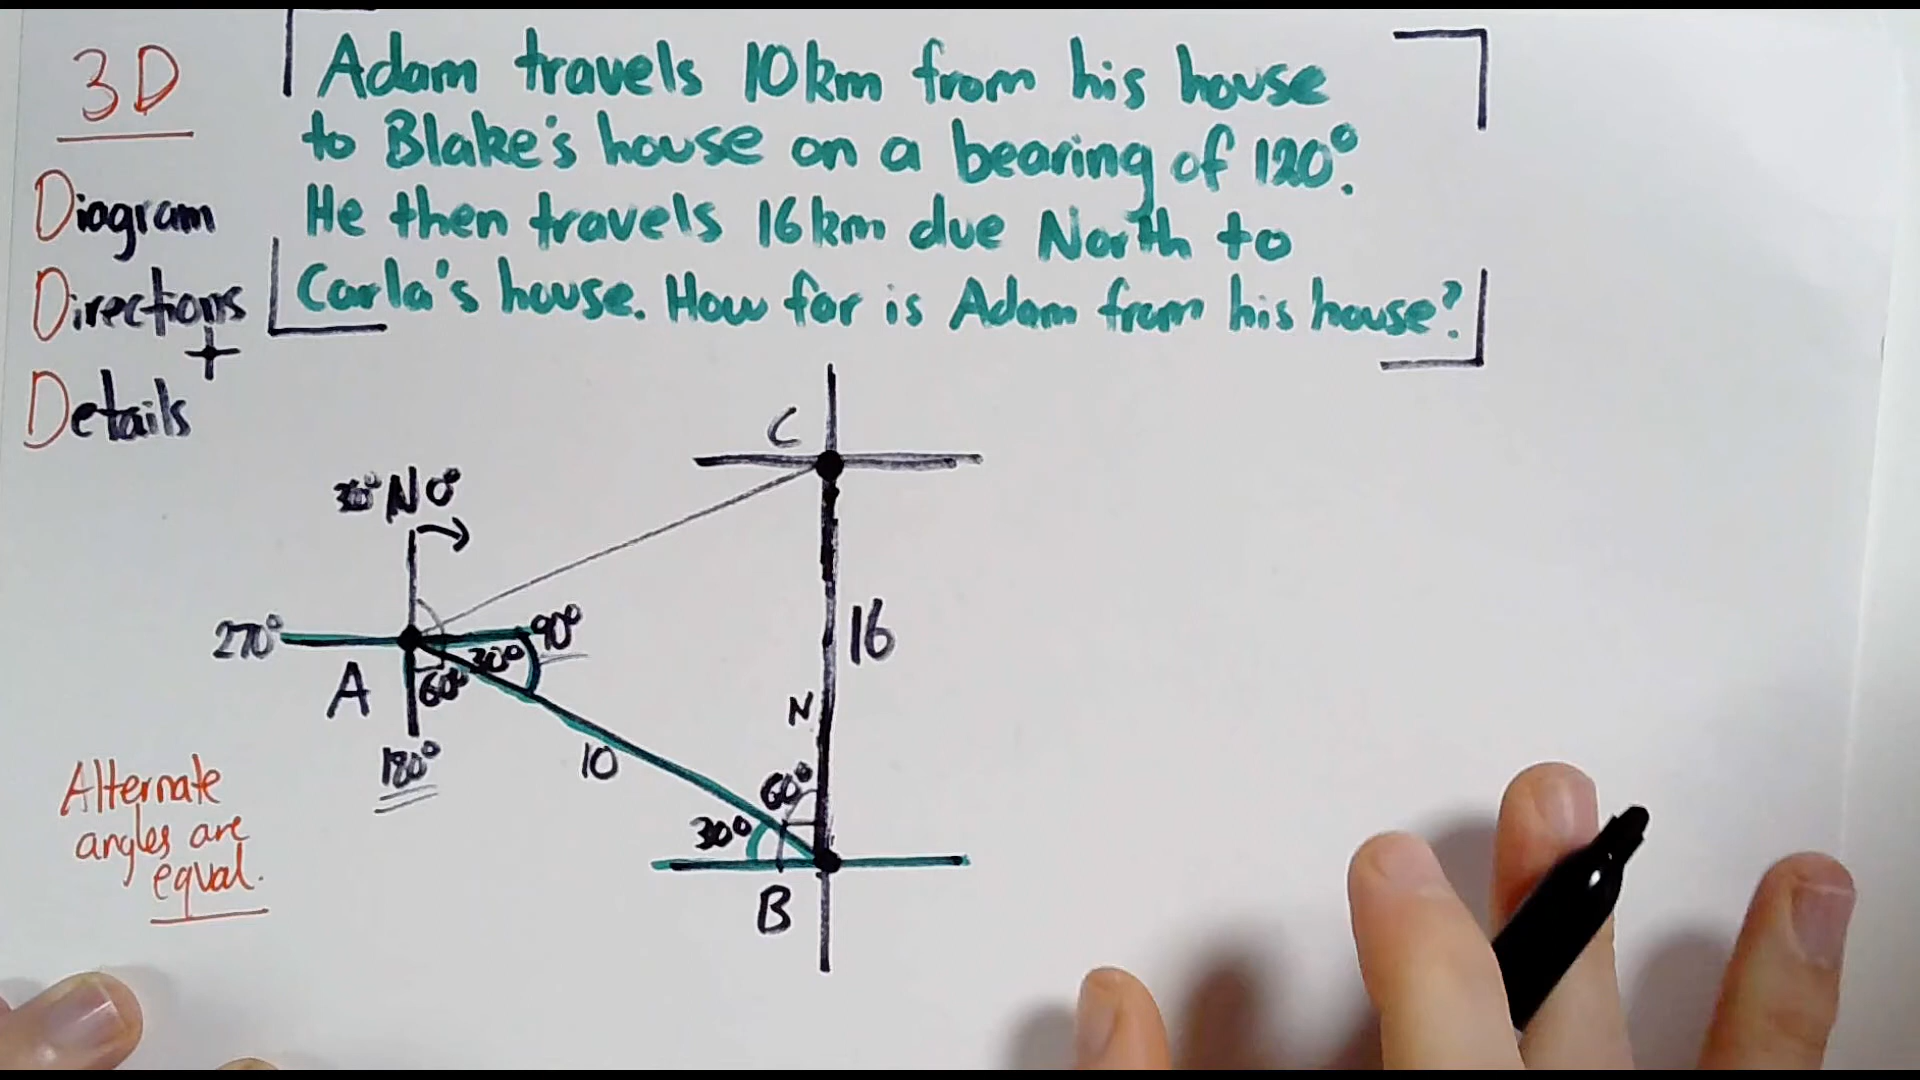 3D
Diagram
Directions
+
Details
Adam travels 10km from his house
to Blake's house on a bearing of 120°.
He then travels 16km due North to
Carla's house. How far is Adam from his house?
C
N 0°
270°
90°
30°
60°
A
180°
16
N
10
60°
30°
B
Alternate
angles are
equal.